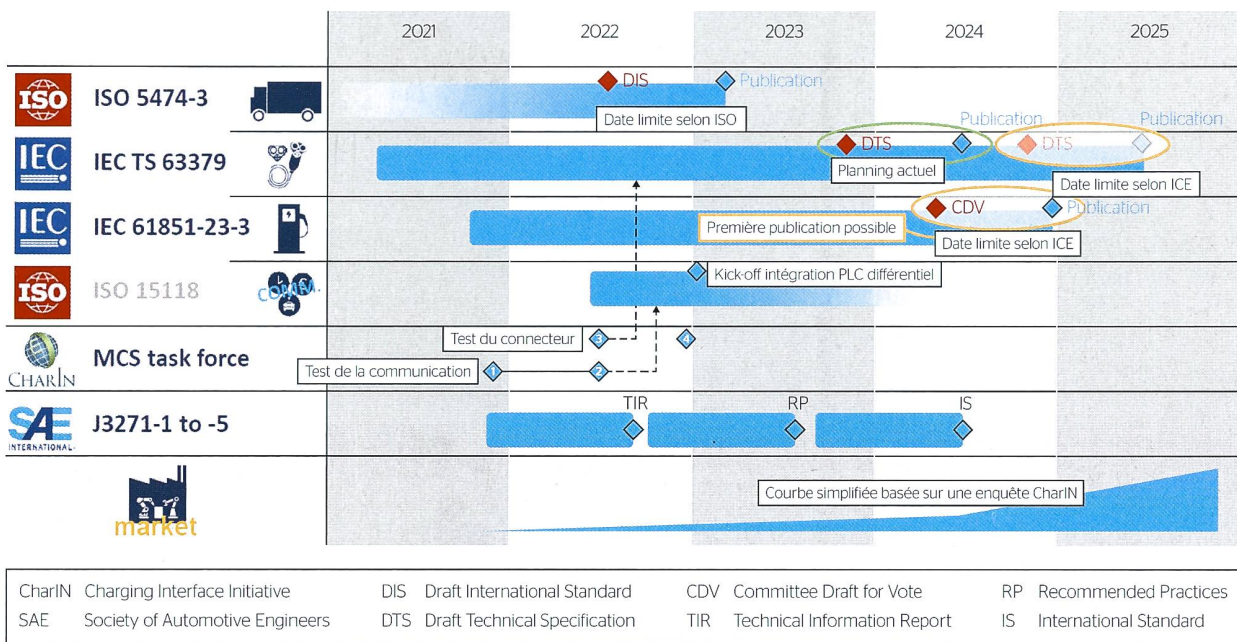 2021 2022 2023 2024 2025
ISO ISO 5474-3 DIS Publication
Date limite selon ISO
Publication Publication
IEC IEC TS 63379 DTS DTS
Planning actuel
Date limite selon ICE
IEC IEC 61851-23-3 CDV Publication
Première publication possible
Date limite selon ICE
ISO ISO 15118 COMM. Kick-off intégration PLC différentiel
Test du connecteur 3 4
CHARIN MCS task force
Test de la communication 1 2
TIR RP IS
SAE INTERNATIONAL J3271-1 to -5
Courbe simplifiée basée sur une enquête CharIN
market
CharIN Charging Interface Initiative DIS Draft International Standard CDV Committee Draft for Vote RP Recommended Practices
SAE Society of Automotive Engineers DTS Draft Technical Specification TIR Technical Information Report IS International Standard